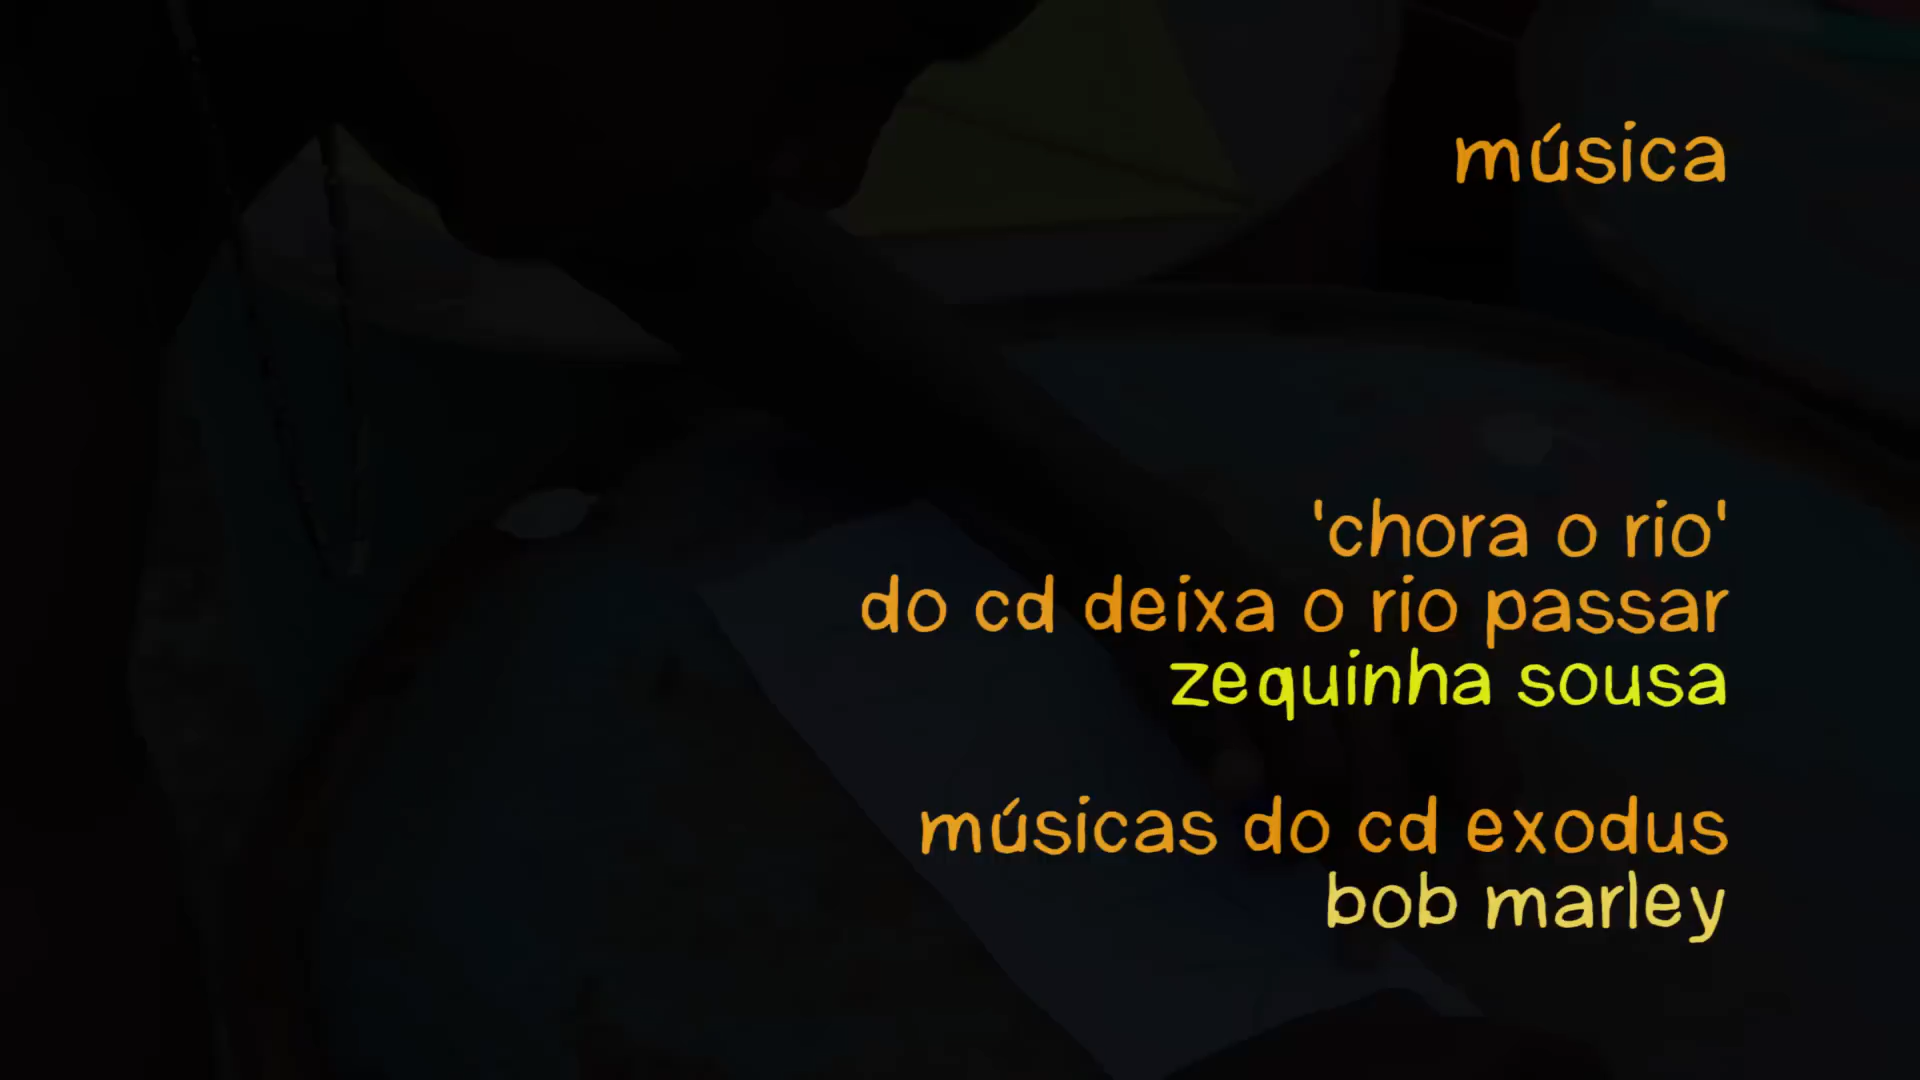 música
'chora o rio'
do cd deixa o rio passar
zequinha sousa
músicas do cd exodus
bob marley